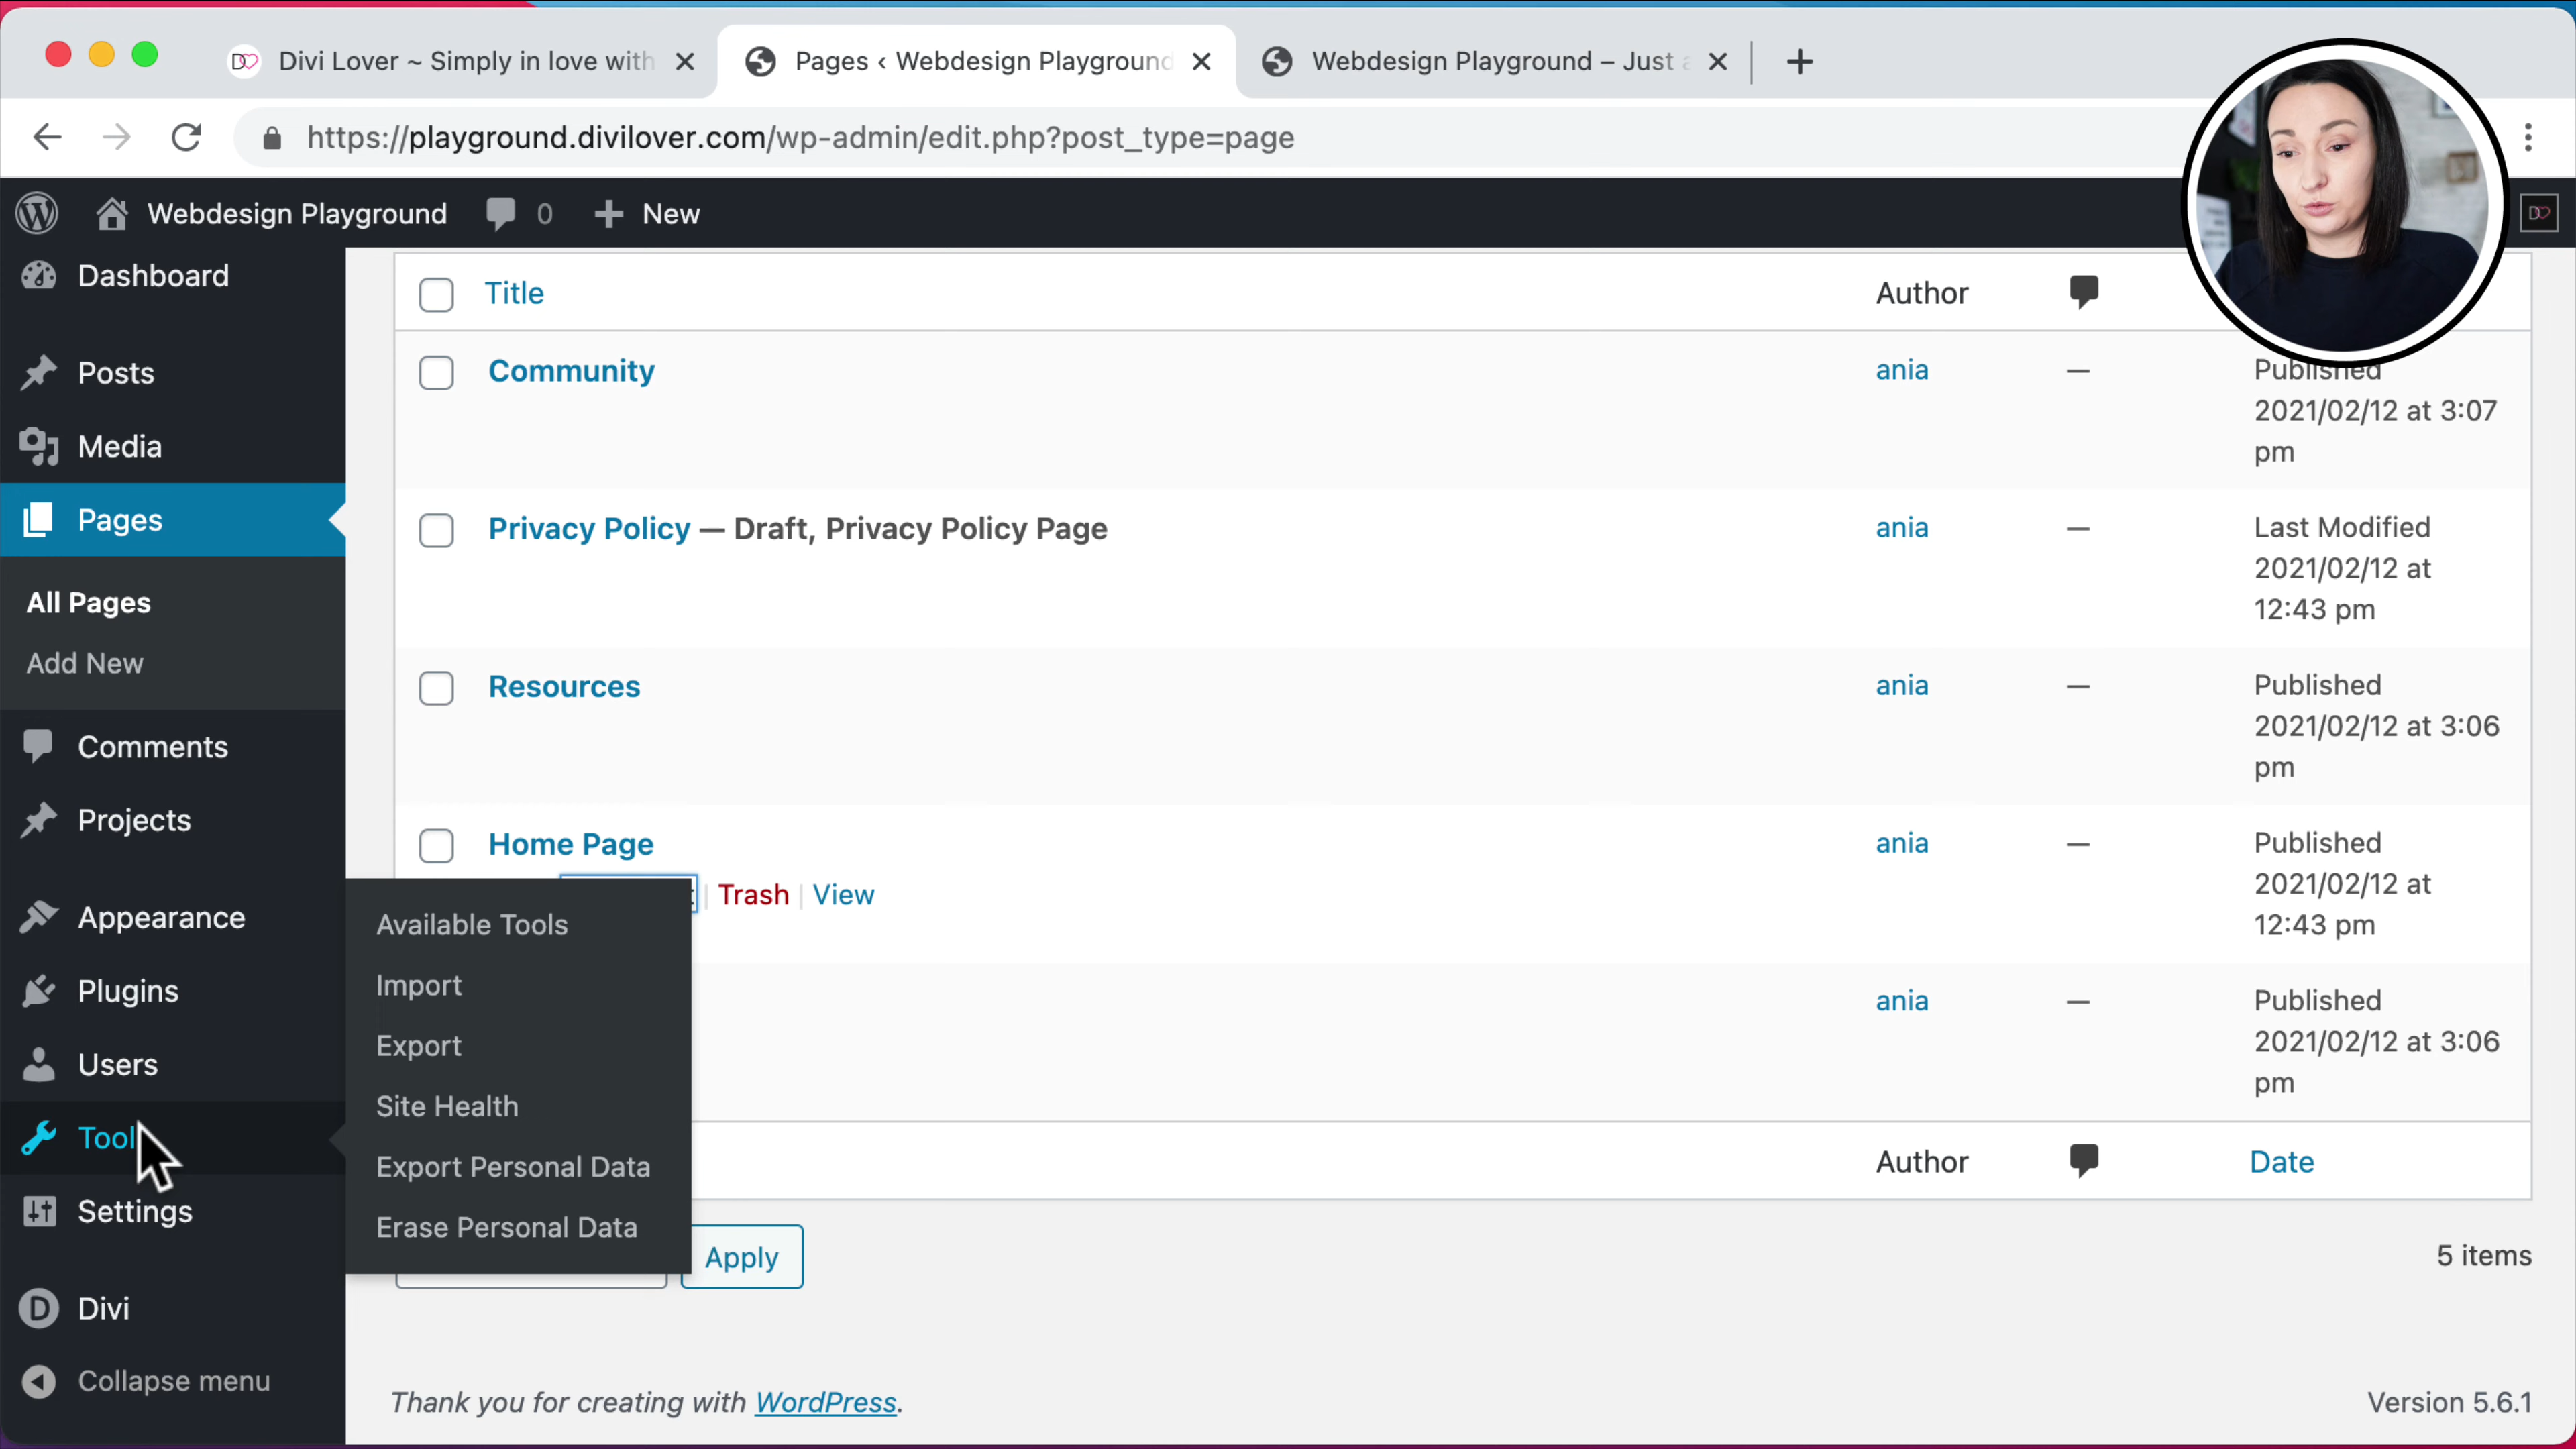 Divi Lover ~ Simply in love with
Pages ‹ Webdesign Playground
Webdesign Playground – Just
https://playground.divilover.com/wp-admin/edit.php?post_type=page
Webdesign Playground
0
New
Dashboard
Posts
Media
Pages
All Pages
Add New
Comments
Projects
Appearance
Plugins
Users
Tool
Settings
Divi
Collapse menu
Available Tools
Import
Export
Site Health
Export Personal Data
Erase Personal Data
Title
Author
Community
ania
—
Published
2021/02/12 at 3:07
pm
Privacy Policy — Draft, Privacy Policy Page
ania
—
Last Modified
2021/02/12 at
12:43 pm
Resources
ania
—
Published
2021/02/12 at 3:06
pm
Home Page
Trash | View
ania
—
Published
2021/02/12 at
12:43 pm
ania
—
Published
2021/02/12 at 3:06
pm
Author
Date
Apply
5 items
Thank you for creating with WordPress.
Version 5.6.1